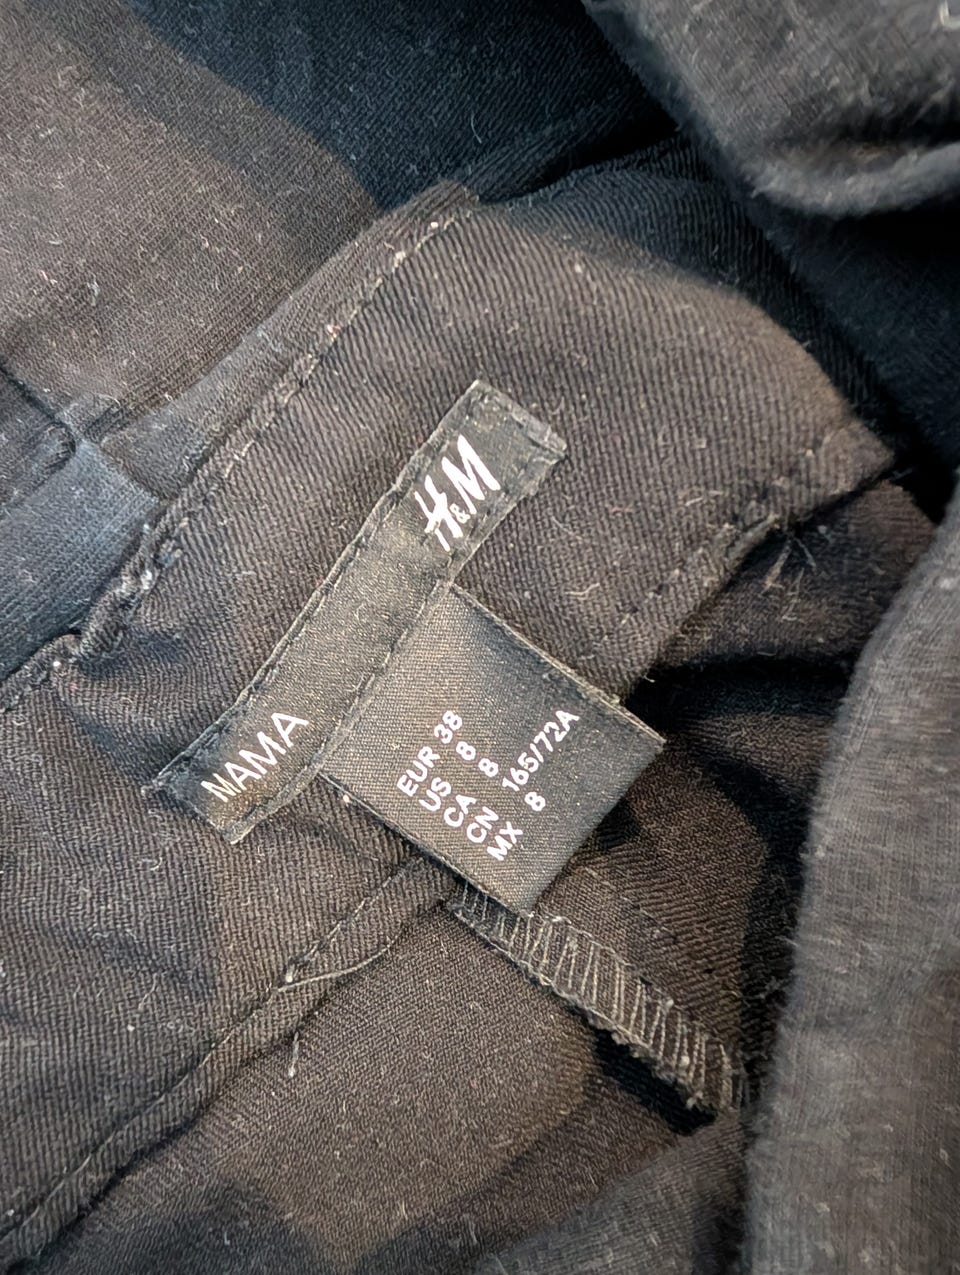 H&M
MAMA
EUR 38
US 8
CA 8
CN 165/72A
MX 8